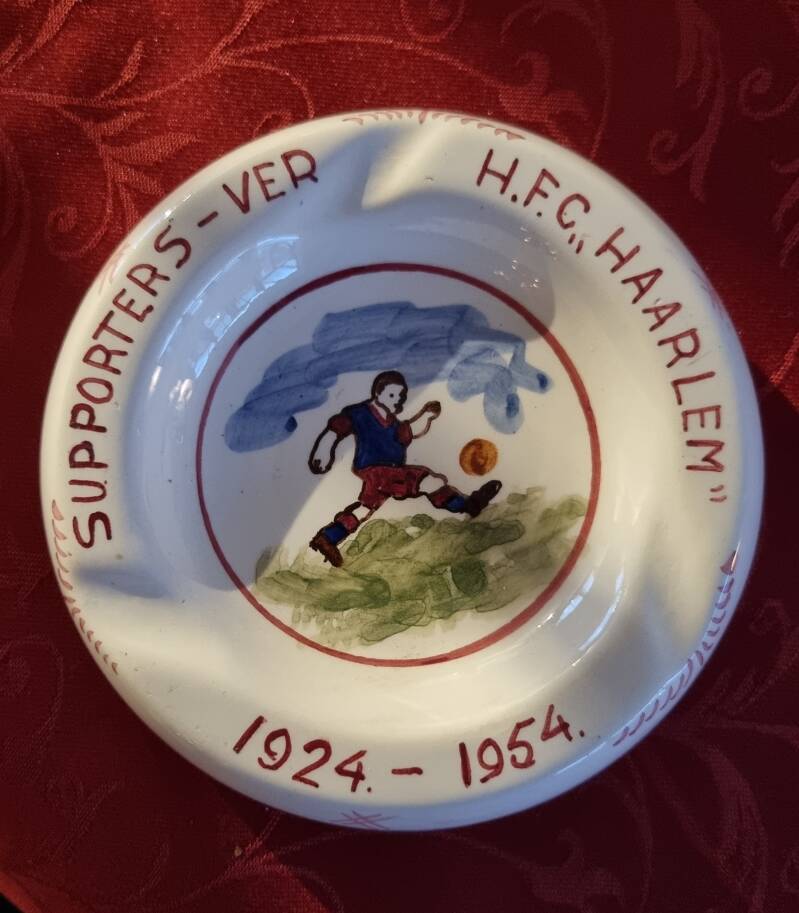 SUPPORTERS-VER
H.F.C. „HAARLEM”
1924.-1954.